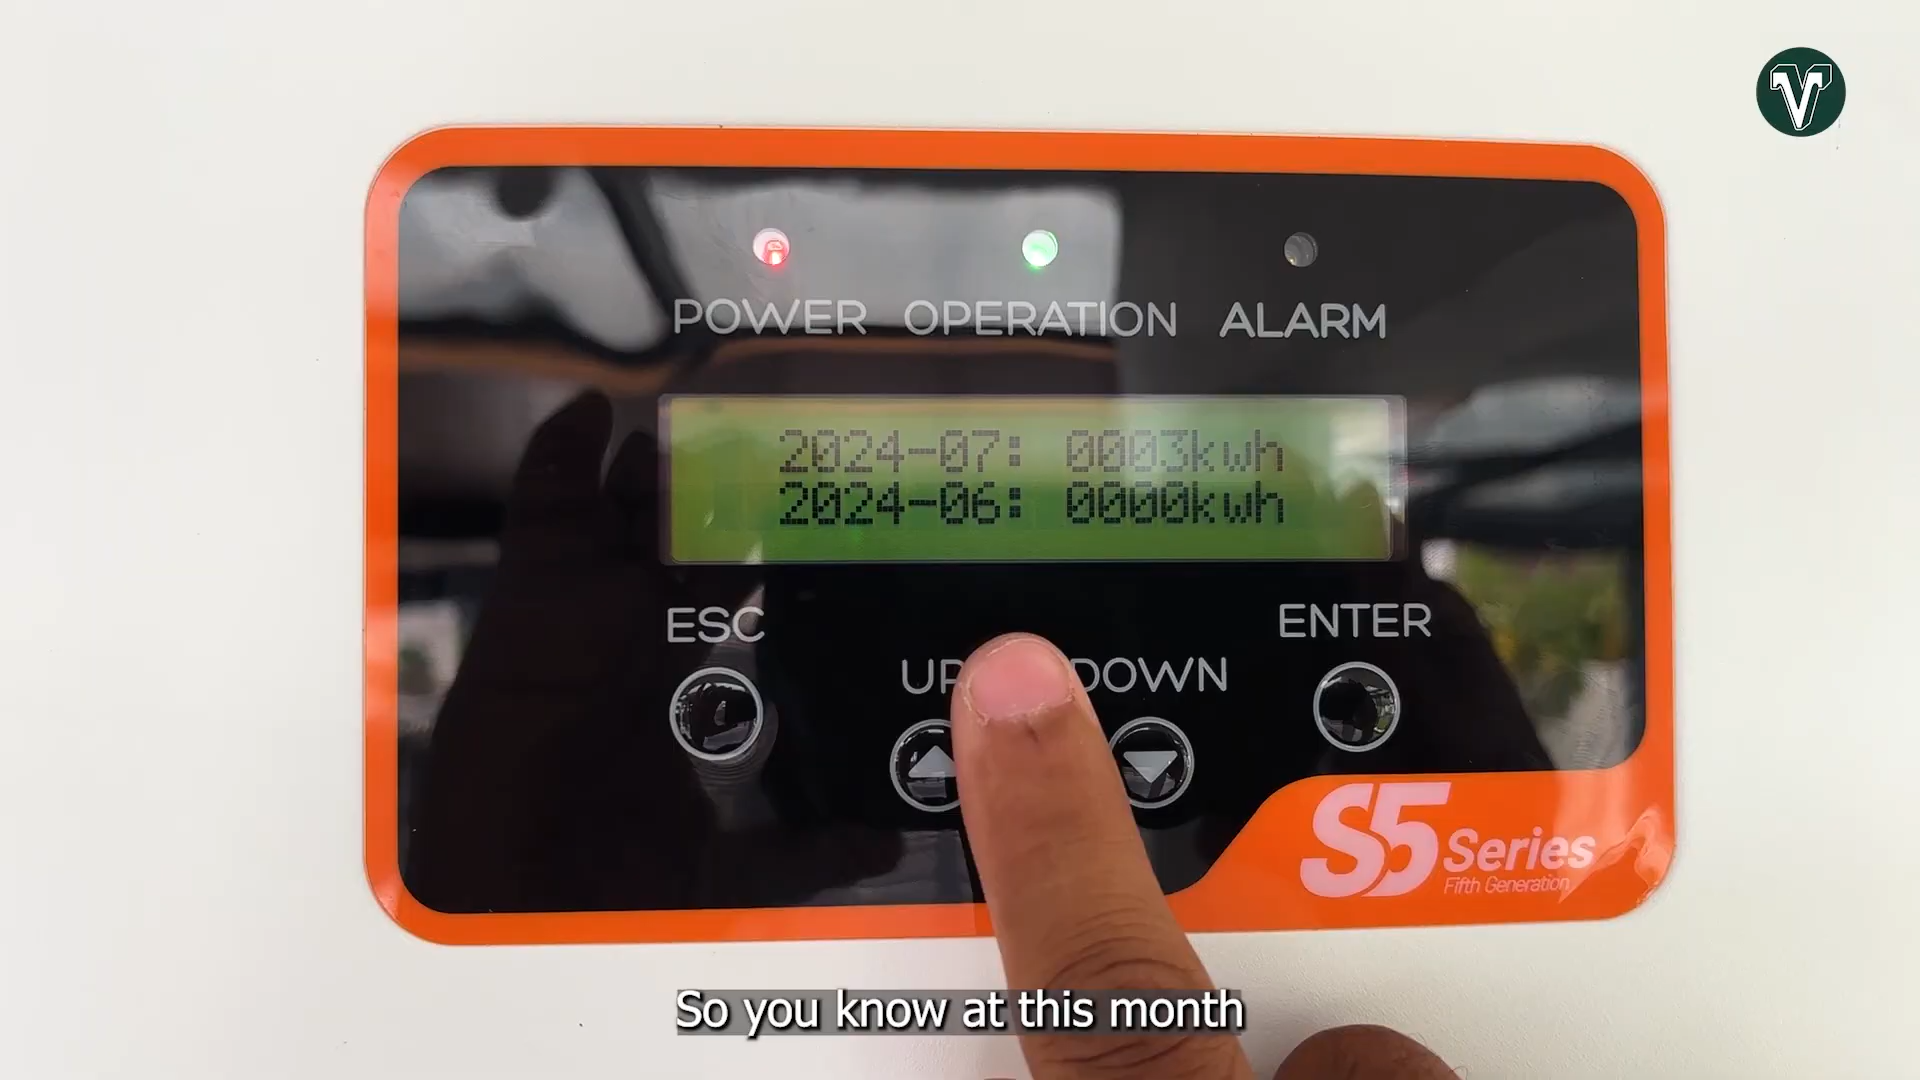 POWER OPERATION ALARM
2024-07: 0003kwh
2024-06: 0000kwh
ESC
UP DOWN
ENTER
S5 Series
Fifth Generation
So you know at this month